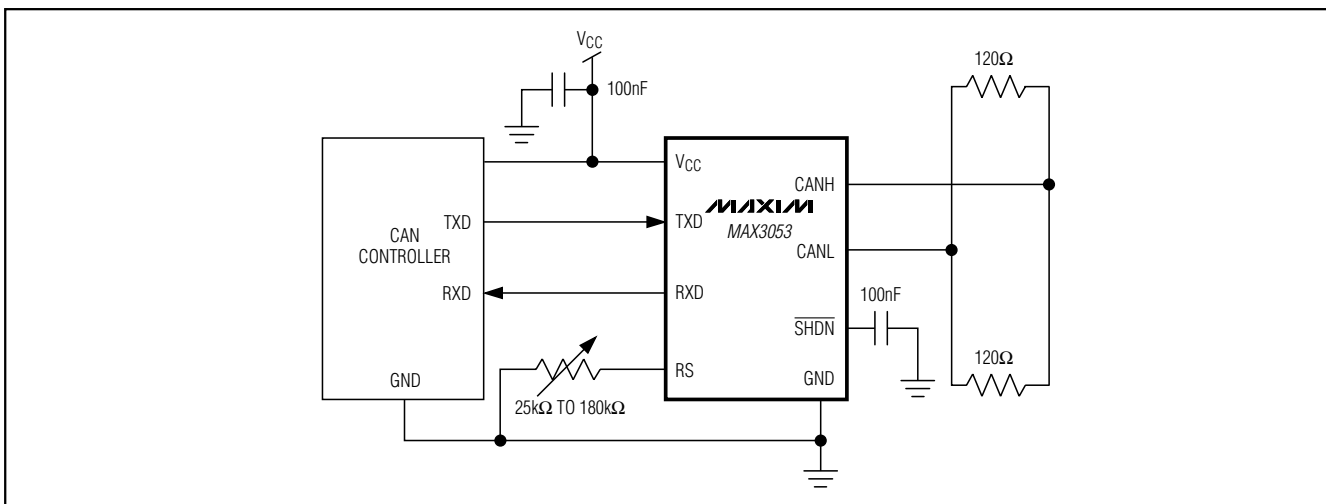 VCC
100nF
120Ω
CAN
CONTROLLER
TXD
RXD
GND
VCC
TXD
RXD
RS
MAXIM
MAX3053
CANH
CANL
SHDN
GND
100nF
120Ω
25kΩ TO 180kΩ